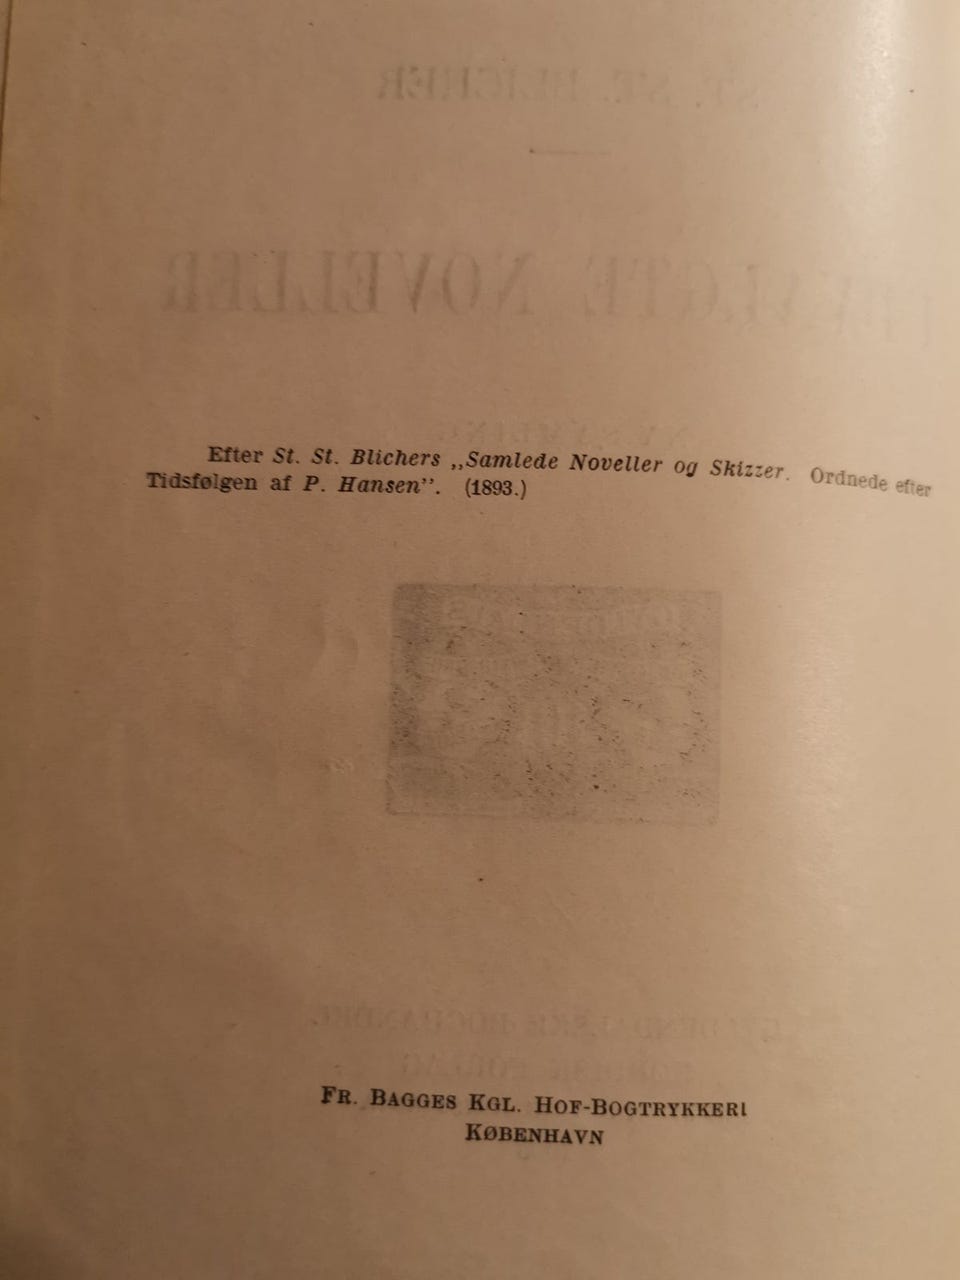 Efter St. St. Blichers „Samlede Noveller og Skizzer. Ordnede efter
Tidsfølgen af P. Hansen”. (1893.)
FR. BAGGES KGL. HOF-BOGTRYKKERI
KØBENHAVN